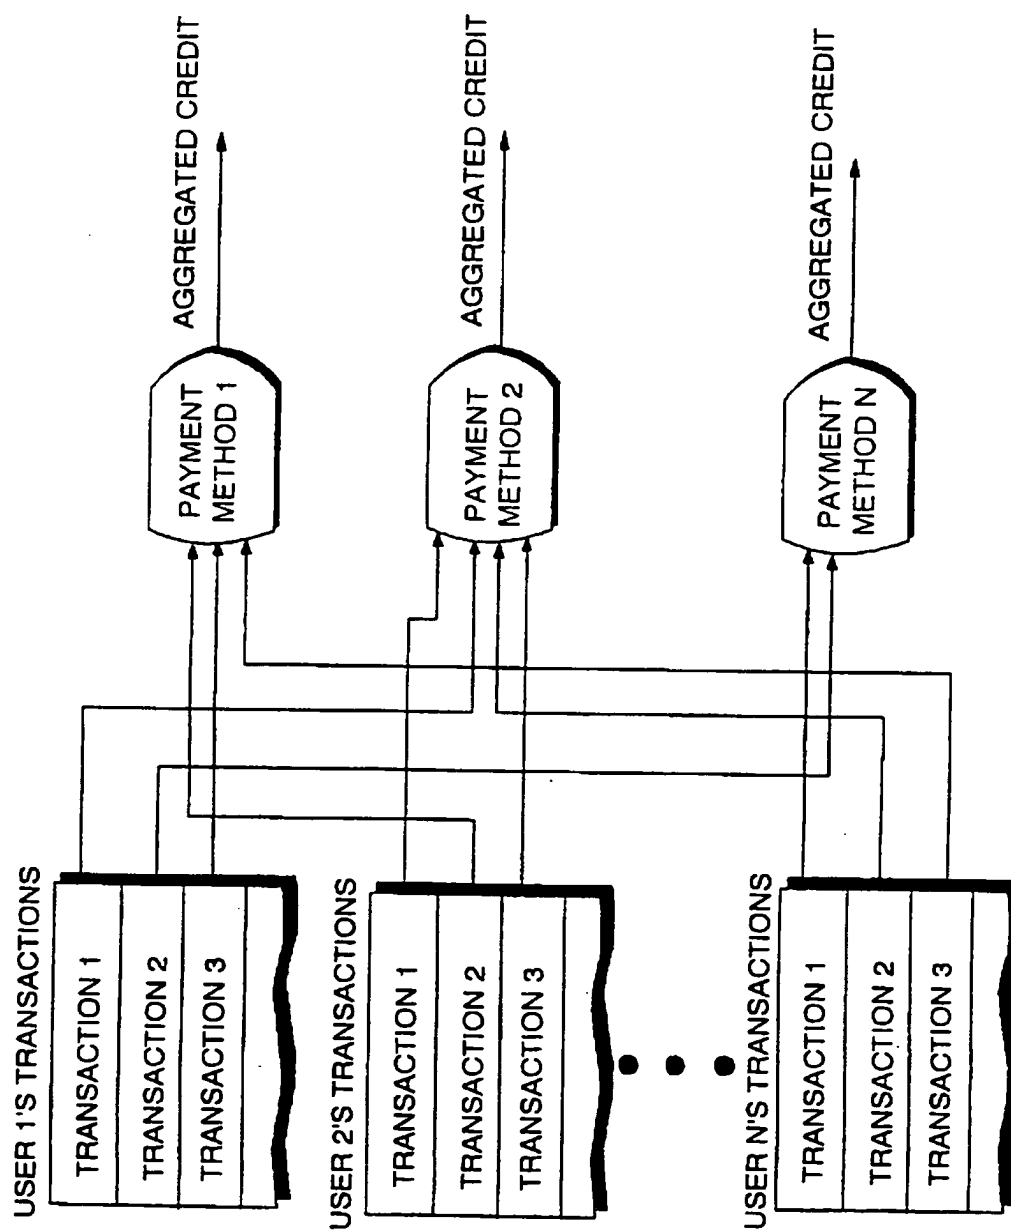 USER 1'S TRANSACTIONS
TRANSACTION 1
TRANSACTION 2
TRANSACTION 3
USER 2'S TRANSACTIONS
TRANSACTION 1
TRANSACTION 2
TRANSACTION 3
USER N'S TRANSACTIONS
TRANSACTION 1
TRANSACTION 2
TRANSACTION 3
PAYMENT
METHOD 1
AGGREGATED CREDIT
PAYMENT
METHOD 2
AGGREGATED CREDIT
PAYMENT
METHOD N
AGGREGATED CREDIT